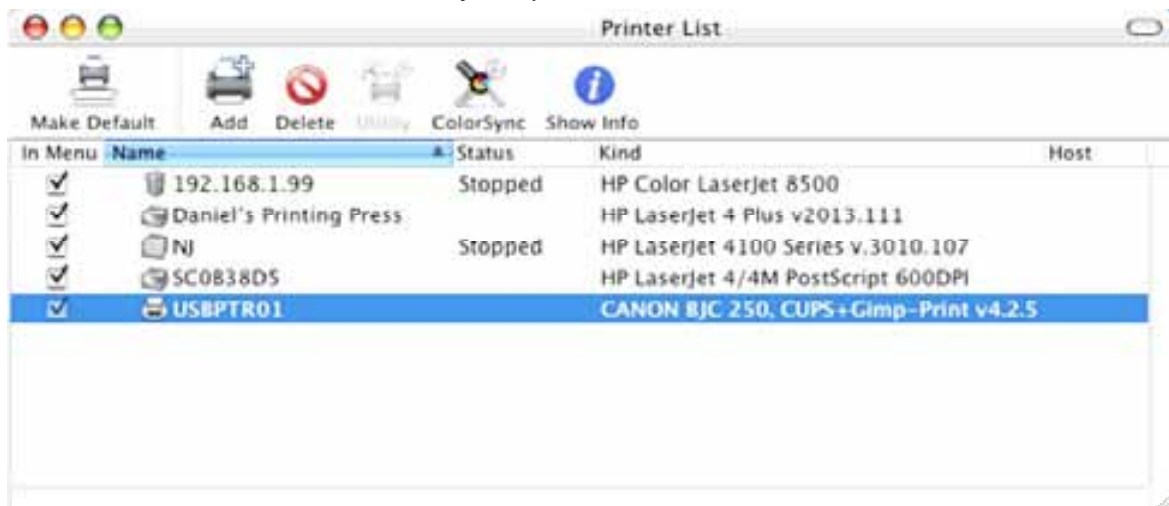 Printer List
Make Default Add Delete Utility ColorSync Show Info
In Menu Name Status Kind Host
192.168.1.99 Stopped HP Color LaserJet 8500
Daniel's Printing Press HP LaserJet 4 Plus v2013.111
NJ Stopped HP LaserJet 4100 Series v.3010.107
SC0B38D5 HP LaserJet 4/4M PostScript 600DPI
USBPTR01 CANON BJC 250, CUPS+Gimp-Print v4.2.5